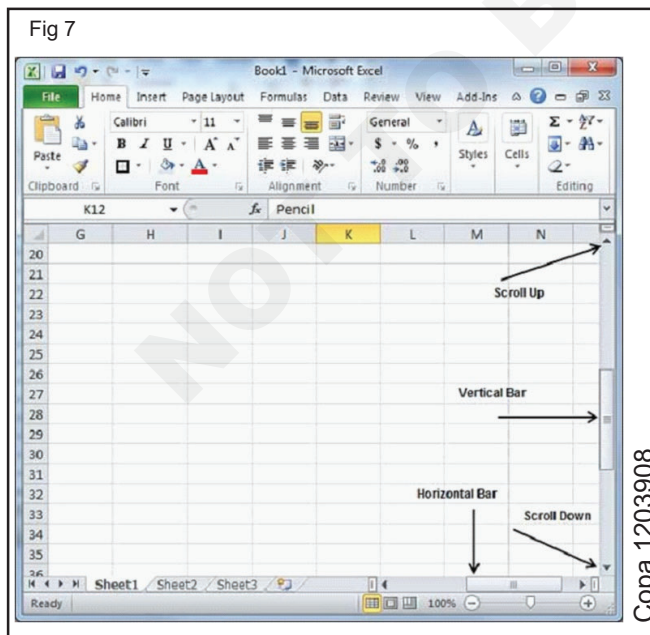 Fig 7
Book1 - Microsoft Excel
File Home Insert Page Layout Formulas Data Review View Add-Ins
Calibri 11 General
Paste B I U A A $ % , Styles Cells
Clipboard Font Alignment Number Editing
K12 fx Pencil
G H I J K L M N
20
21
22 Scroll Up
23
24
25
26
27 Vertical Bar
28
29
30
31
32 Horizontal Bar
33 Scroll Down
34
35
36
Sheet1 Sheet2 Sheet3
Ready 100%
Copa 1203908